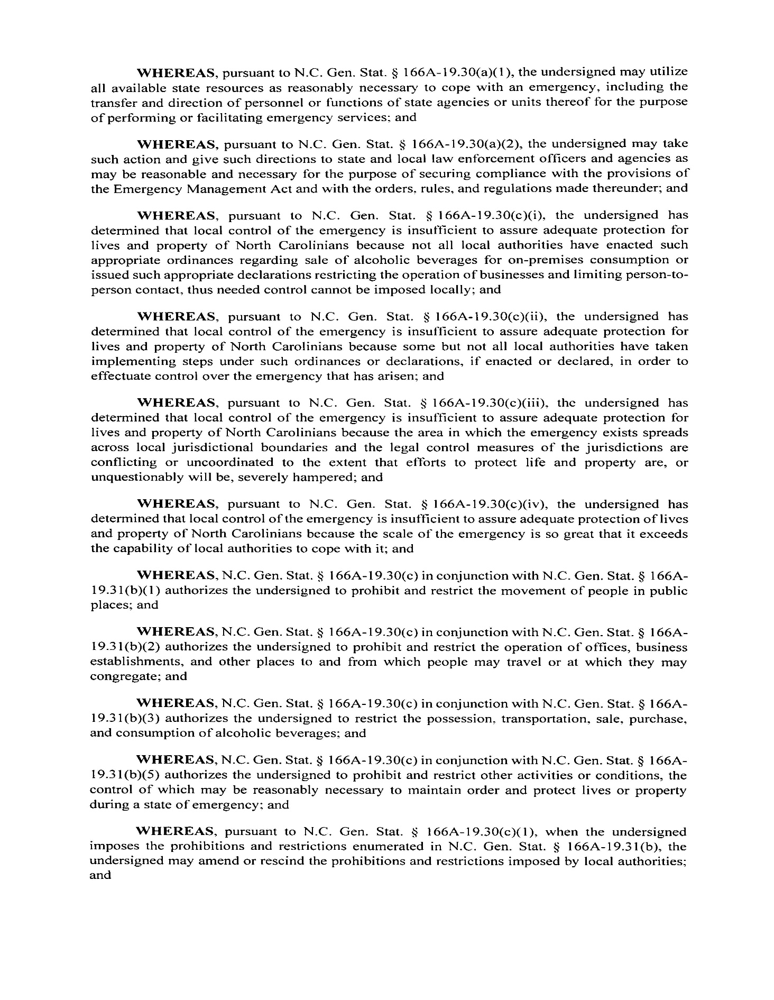 WHEREAS, pursuant to N.C. Gen. Stat. § 166A-19.30(a)(1), the undersigned may utilize
all available state resources as reasonably necessary to cope with an emergency, including the
transfer and direction of personnel or functions of state agencies or units thereof for the purpose
of performing or facilitating emergency services; and
WHEREAS, pursuant to N.C. Gen. Stat. § 166A-19.30(a)(2), the undersigned may take
such action and give such directions to state and local law enforcement officers and agencies as
may be reasonable and necessary for the purpose of securing compliance with the provisions of
the Emergency Management Act and with the orders, rules, and regulations made thereunder; and
WHEREAS, pursuant to N.C. Gen. Stat. § 166A-19.30(c)(i), the undersigned has
determined that local control of the emergency is insufficient to assure adequate protection for
lives and property of North Carolinians because not all local authorities have enacted such
appropriate ordinances regarding sale of alcoholic beverages for on-premises consumption or
issued such appropriate declarations restricting the operation of businesses and limiting person-to-
person contact, thus needed control cannot be imposed locally; and
WHEREAS, pursuant to N.C. Gen. Stat. § 166A-19.30(c)(ii), the undersigned has
determined that local control of the emergency is insufficient to assure adequate protection for
lives and property of North Carolinians because some but not all local authorities have taken
implementing steps under such ordinances or declarations, if enacted or declared, in order to
effectuate control over the emergency that has arisen; and
WHEREAS, pursuant to N.C. Gen. Stat. § 166A-19.30(c)(iii), the undersigned has
determined that local control of the emergency is insufficient to assure adequate protection for
lives and property of North Carolinians because the area in which the emergency exists spreads
across local jurisdictional boundaries and the legal control measures of the jurisdictions are
conflicting or uncoordinated to the extent that efforts to protect life and property are, or
unquestionably will be, severely hampered; and
WHEREAS, pursuant to N.C. Gen. Stat. § 166A-19.30(c)(iv), the undersigned has
determined that local control of the emergency is insufficient to assure adequate protection of lives
and property of North Carolinians because the scale of the emergency is so great that it exceeds
the capability of local authorities to cope with it; and
WHEREAS, N.C. Gen. Stat. § 166A-19.30(c) in conjunction with N.C. Gen. Stat. § 166A-
19.31(b)(1) authorizes the undersigned to prohibit and restrict the movement of people in public
places; and
WHEREAS, N.C. Gen. Stat. § 166A-19.30(c) in conjunction with N.C. Gen. Stat. § 166A-
19.31(b)(2) authorizes the undersigned to prohibit and restrict the operation of offices, business
establishments, and other places to and from which people may travel or at which they may
congregate; and
WHEREAS, N.C. Gen. Stat. § 166A-19.30(c) in conjunction with N.C. Gen. Stat. § 166A-
19.31(b)(3) authorizes the undersigned to restrict the possession, transportation, sale, purchase,
and consumption of alcoholic beverages; and
WHEREAS, N.C. Gen. Stat. § 166A-19.30(c) in conjunction with N.C. Gen. Stat. § 166A-
19.31(b)(5) authorizes the undersigned to prohibit and restrict other activities or conditions, the
control of which may be reasonably necessary to maintain order and protect lives or property
during a state of emergency; and
WHEREAS, pursuant to N.C. Gen. Stat. § 166A-19.30(c)(1), when the undersigned
imposes the prohibitions and restrictions enumerated in N.C. Gen. Stat. § 166A-19.31(b), the
undersigned may amend or rescind the prohibitions and restrictions imposed by local authorities;
and